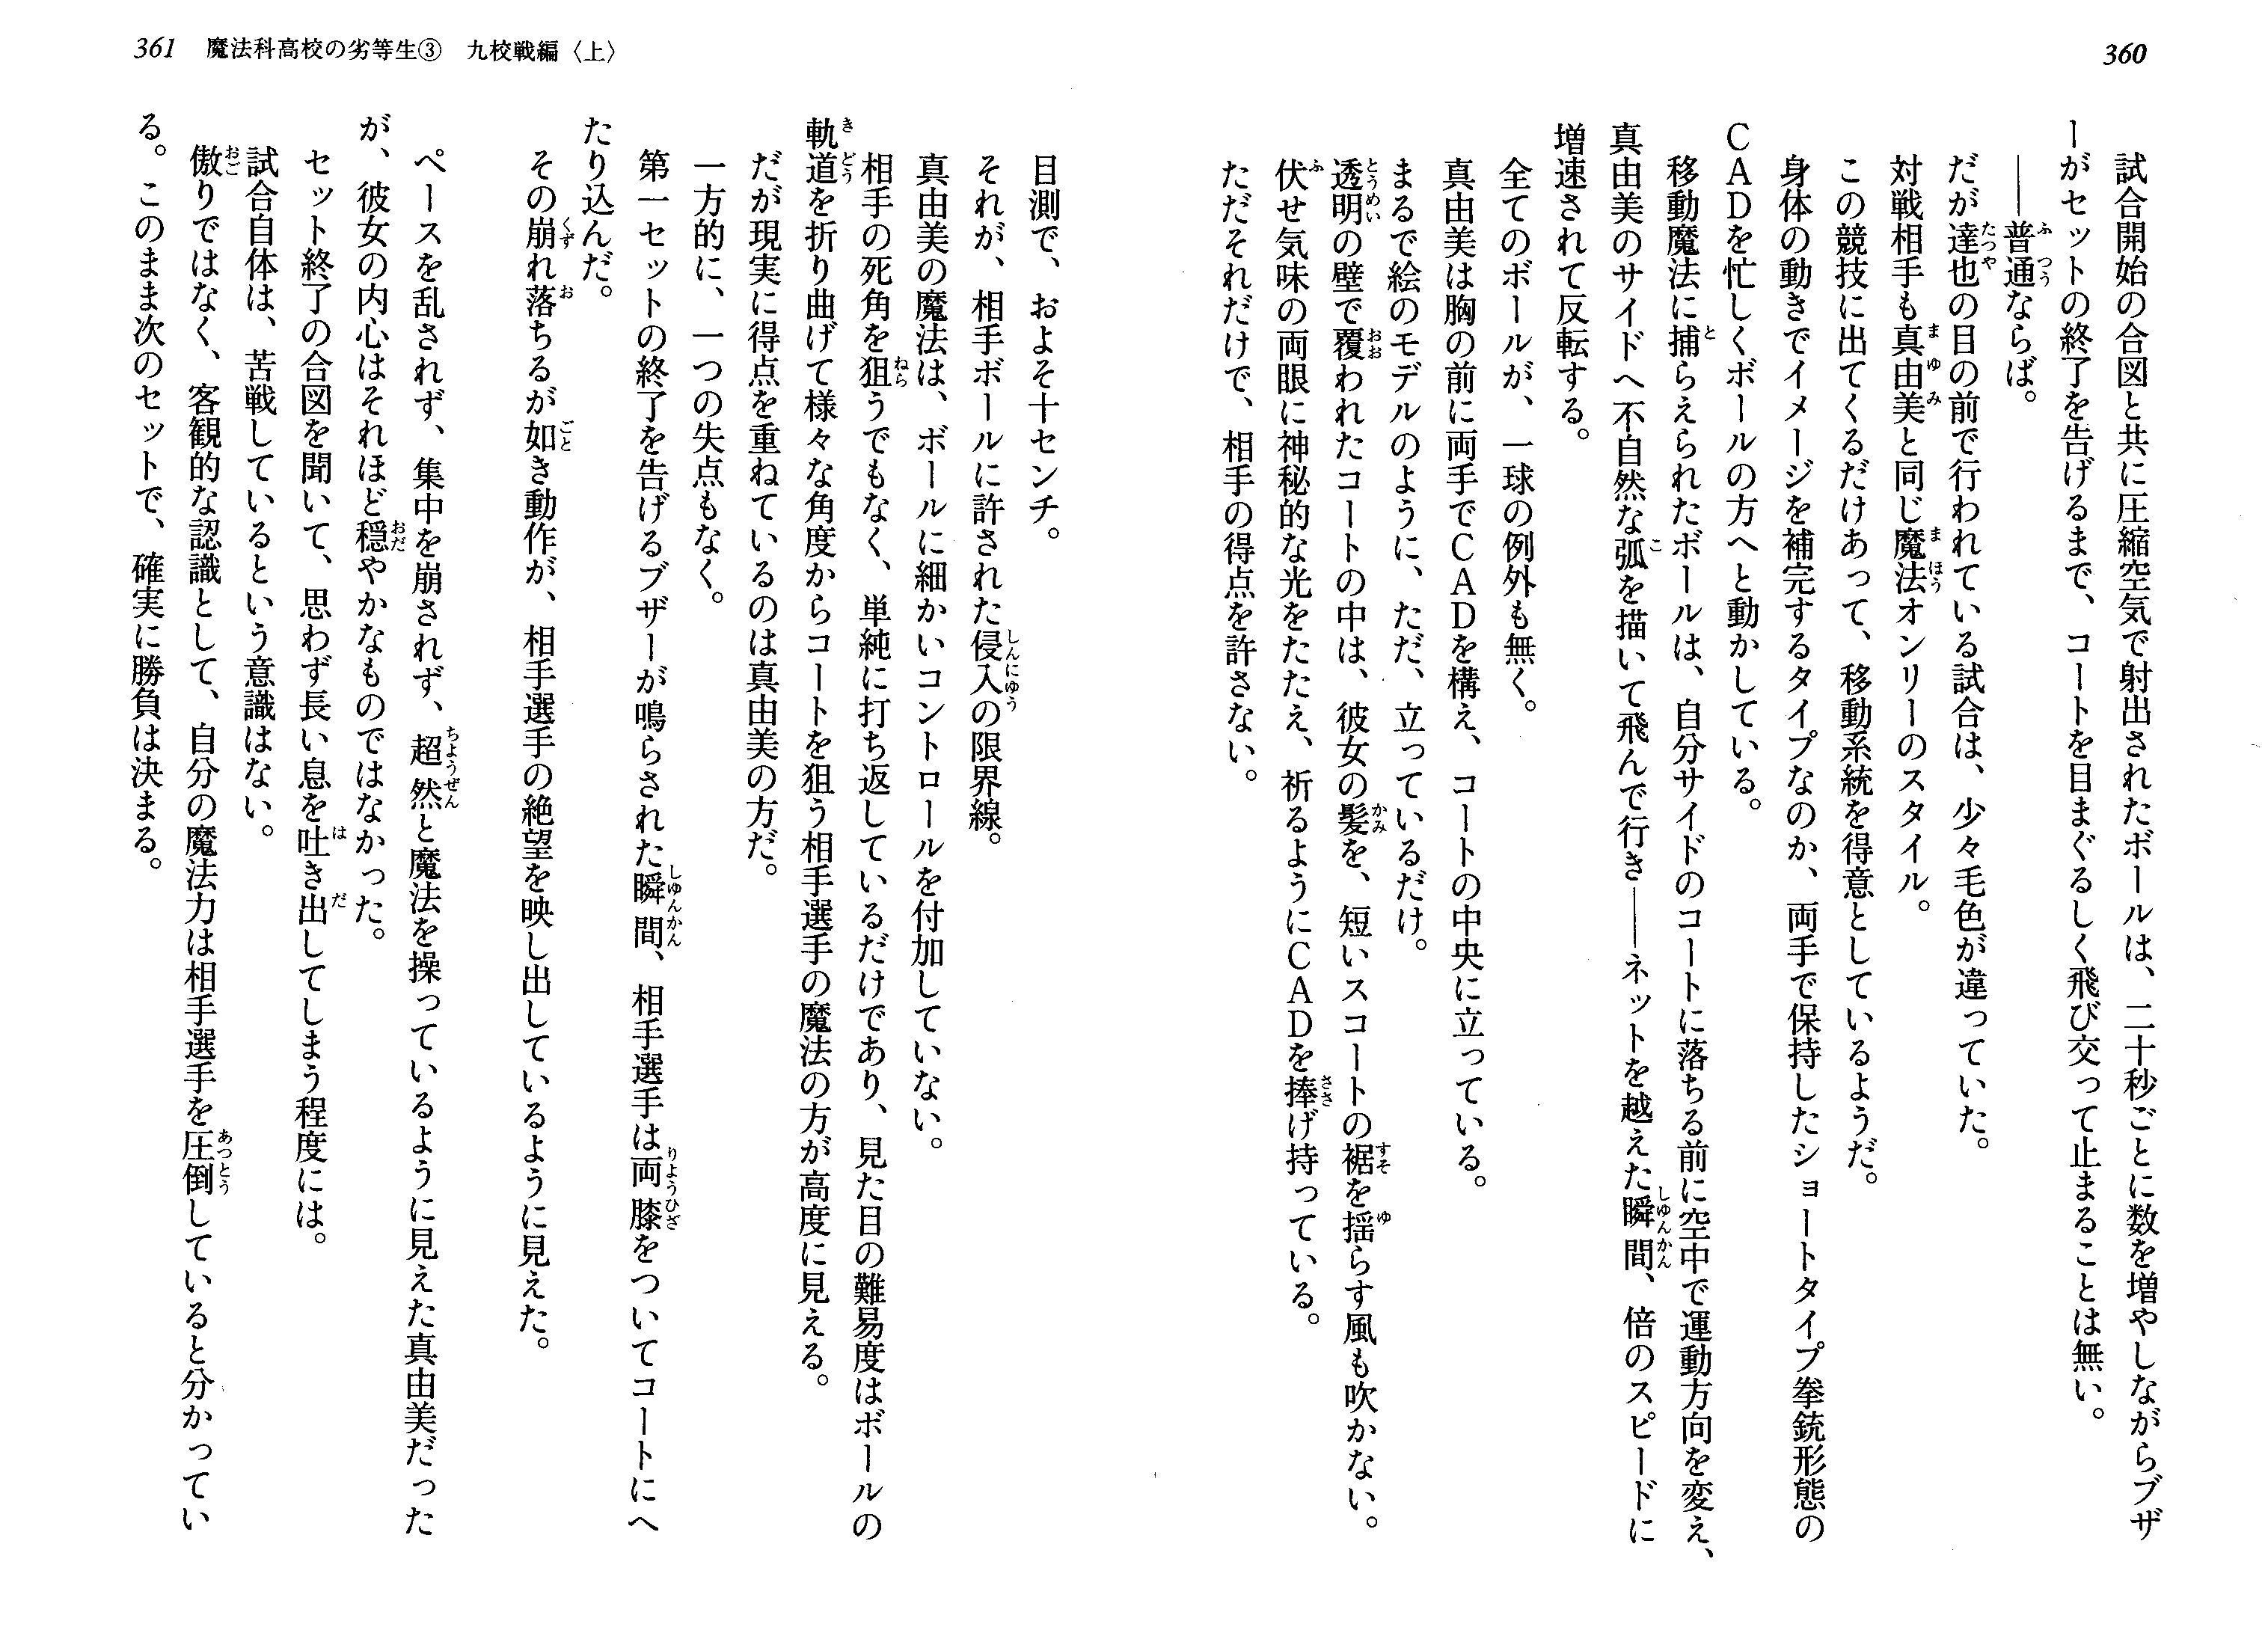 360
試合開始の合図と共に圧縮空気で射出されたボールは、二十秒ごとに数を増やしながらブザ
ーがセットの終了を告げるまで、コートを目まぐるしく飛び交って止まることは無い。
――普通ならば。
だが達也の目の前で行われている試合は、少々毛色が違っていた。
対戦相手も真由美と同じ魔法オンリーのスタイル。
この競技に出てくるだけあって、移動系統を得意としているようだ。
身体の動きでイメージを補完するタイプなのか、両手で保持したショートタイプ拳銃形態の
ＣＡＤを忙しくボールの方へと動かしている。
移動魔法に捕らえられたボールは、自分サイドのコートに落ちる前に空中で運動方向を変え、
真由美のサイドへ不自然な弧を描いて飛んで行き――ネットを越えた瞬間、倍のスピードに
増速されて反転する。
全てのボールが、一球の例外も無く。
真由美は胸の前に両手でＣＡＤを構え、コートの中央に立っている。
まるで絵のモデルのように、ただ、立っているだけ。
透明の壁で覆われたコートの中は、彼女の髪を、短いスコートの裾を揺らす風も吹かない。
伏せ気味の両眼に神秘的な光をたたえ、祈るようにＣＡＤを捧げ持っている。
ただそれだけで、相手の得点を許さない。
361 魔法科高校の劣等生③ 九校戦編〈上〉
目測で、およそ十センチ。
それが、相手ボールに許された侵入の限界線。
真由美の魔法は、ボールに細かいコントロールを付加していない。
相手の死角を狙うでもなく、単純に打ち返しているだけであり、見た目の難易度はボールの
軌道を折り曲げて様々な角度からコートを狙う相手選手の魔法の方が高度に見える。
だが現実に得点を重ねているのは真由美の方だ。
一方的に、一つの失点もなく。
第一セットの終了を告げるブザーが鳴らされた瞬間、相手選手は両膝をついてコートにへ
たり込んだ。
その崩れ落ちるが如き動作が、相手選手の絶望を映し出しているように見えた。
ペースを乱されず、集中を崩されず、超然と魔法を操っているように見えた真由美だった
が、彼女の内心はそれほど穏やかなものではなかった。
セット終了の合図を聞いて、思わず長い息を吐き出してしまう程度には。
試合自体は、苦戦しているという意識はない。
傲りではなく、客観的な認識として、自分の魔法力は相手選手を圧倒していると分かってい
る。このまま次のセットで、確実に勝負は決まる。